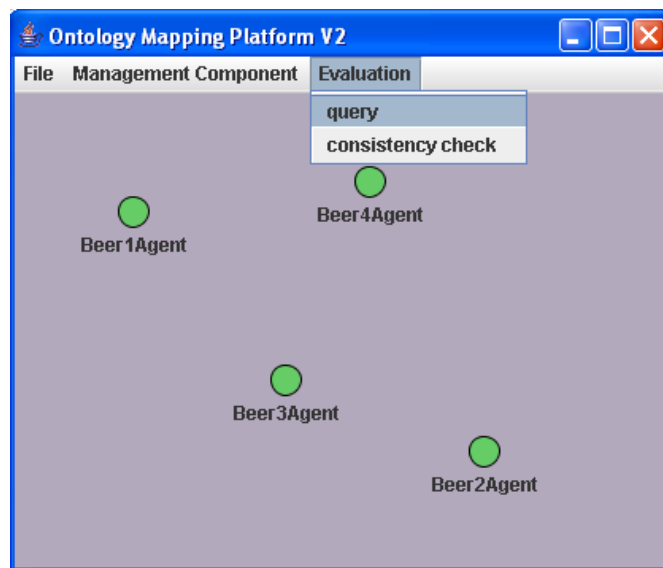 Ontology Mapping Platform V2
File Management Component Evaluation
query
consistency check
Beer4Agent
Beer1Agent
Beer3Agent
Beer2Agent